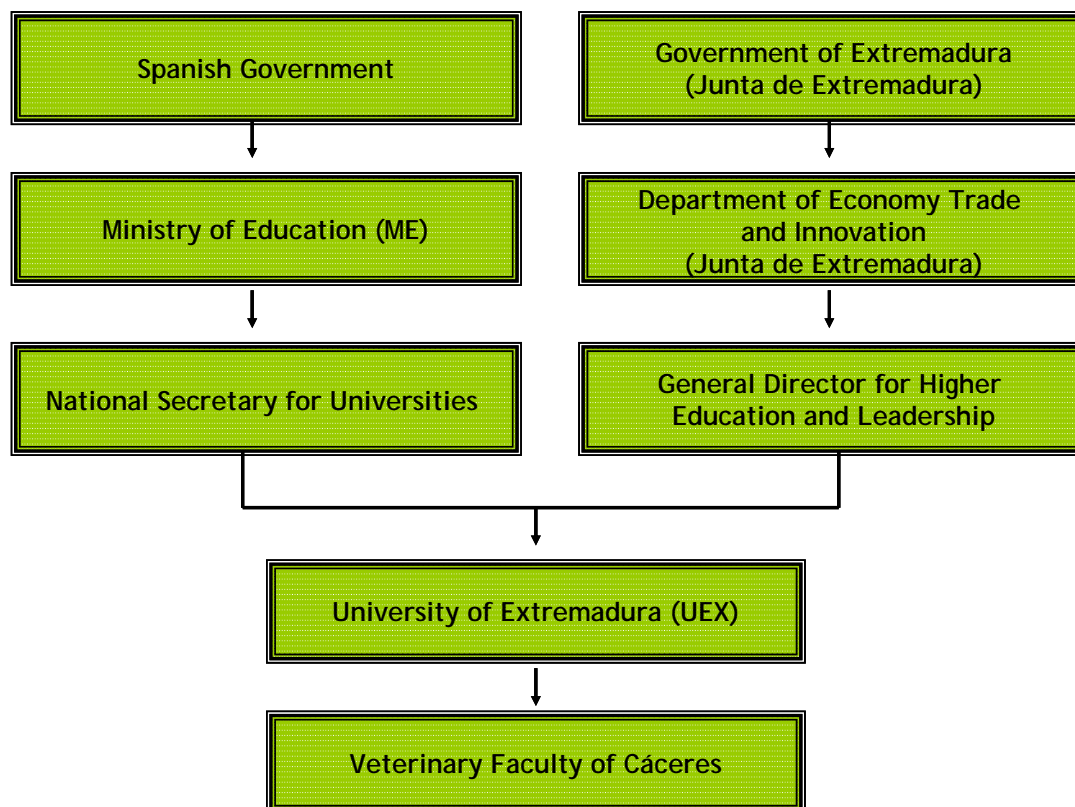 Spanish Government
Government of Extremadura
(Junta de Extremadura)
Ministry of Education (ME)
Department of Economy Trade
and Innovation
(Junta de Extremadura)
National Secretary for Universities
General Director for Higher
Education and Leadership
University of Extremadura (UEX)
Veterinary Faculty of Cáceres